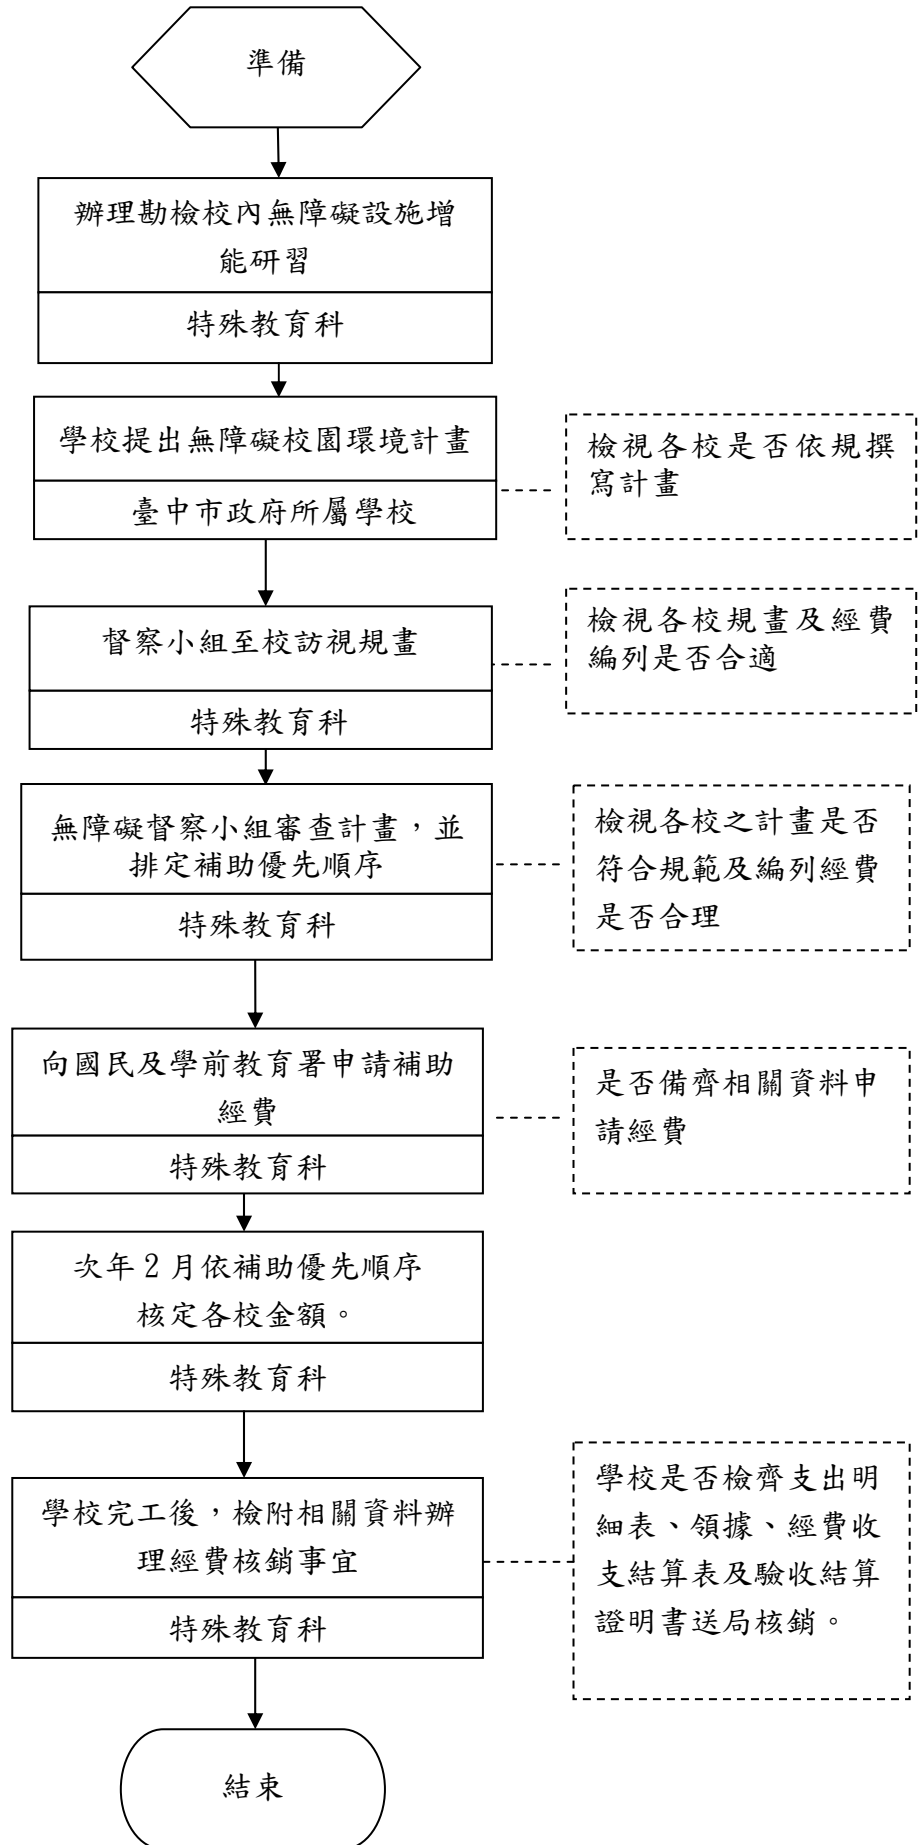 準備
辦理勘檢校內無障礙設施增
能研習
特殊教育科
學校提出無障礙校園環境計畫
臺中市政府所屬學校
檢視各校是否依規撰
寫計畫
督察小組至校訪視規畫
特殊教育科
檢視各校規畫及經費
編列是否合適
無障礙督察小組審查計畫，並
排定補助優先順序
特殊教育科
檢視各校之計畫是否
符合規範及編列經費
是否合理
向國民及學前教育署申請補助
經費
特殊教育科
是否備齊相關資料申
請經費
次年2月依補助優先順序
核定各校金額。
特殊教育科
學校完工後，檢附相關資料辦
理經費核銷事宜
特殊教育科
學校是否檢齊支出明
細表、領據、經費收
支結算表及驗收結算
證明書送局核銷。
結束